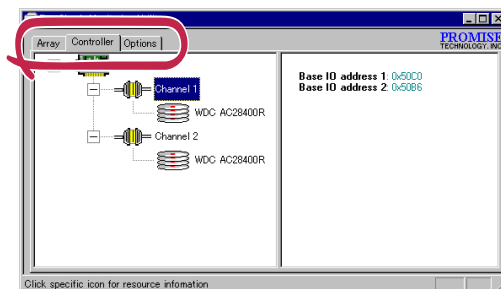 PROMISE
TECHNOLOGY, INC
Array Controller Options
Channel 1
WDC AC28400R
Channel 2
WDC AC28400R
Base IO address 1: 0x50C0
Base IO address 2: 0x50B6
Click specific icon for resource infomation